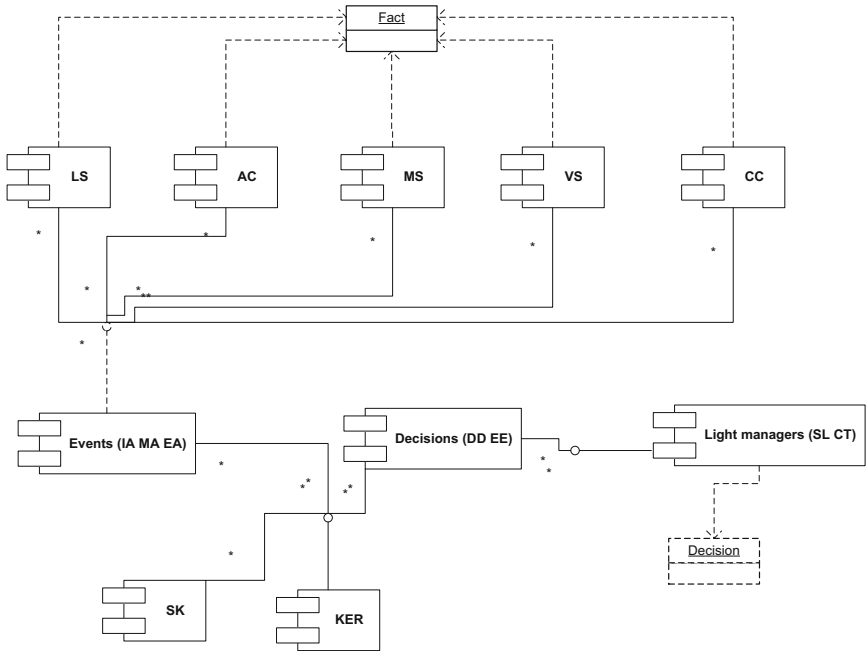 Fact
LS
AC
MS
VS
CC
*
*
*
*
*
*
*
**
*
Events (IA MA EA)
Decisions (DD EE)
Light managers (SL CT)
*
*
*
*
*
*
*
*
Decision
*
SK
KER